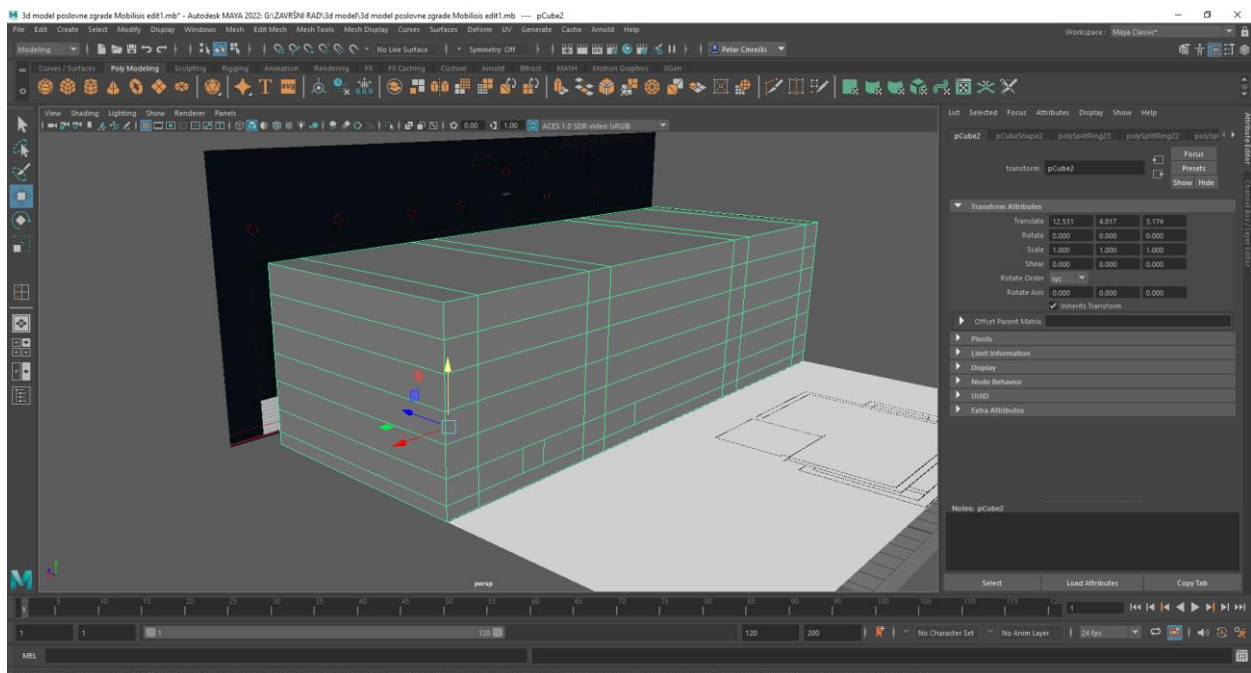 3d model poslovne zgrade Mobilisis edit1.mb* - Autodesk MAYA 2022: G:\ZAVRŠNI RAD\3d model\3d model poslovne zgrade Mobilisis edit1.mb --- pCube2
File Edit Create Select Modify Display Windows Mesh Edit Mesh Mesh Tools Mesh Display Curves Surfaces Deform UV Generate Cache Arnold Help
Workspace: Maya Classic*
Modeling No Live Surface Symmetry: Off Petar Cmrečki
Curves / Surfaces Poly Modeling Sculpting Rigging Animation Rendering FX FX Caching Custom Arnold Bifrost MASH Motion Graphics XGen
View Shading Lighting Show Renderer Panels
0.00 1.00 ACES 1.0 SDR-video (sRGB)
persp
List Selected Focus Attributes Display Show Help
pCube2 pCubeShape2 polySplitRing23 polySplitRing22 polySpl
Focus
transform: pCube2
Presets
Show Hide
Transform Attributes
Translate 12.531 4.017 3.174
Rotate 0.000 0.000 0.000
Scale 1.000 1.000 1.000
Shear 0.000 0.000 0.000
Rotate Order xyz
Rotate Axis 0.000 0.000 0.000
Inherits Transform
Offset Parent Matrix
Pivots
Limit Information
Display
Node Behavior
UUID
Extra Attributes
Notes: pCube2
Select Load Attributes Copy Tab
Attribute Editor
Channel Box / Layer Editor
5 10 15 20 25 30 35 40 45 50 55 60 65 70 75 80 85 90 95 100 105 110 115 120
1 1
1 1 1 120 120 200 No Character Set No Anim Layer 24 fps
MEL